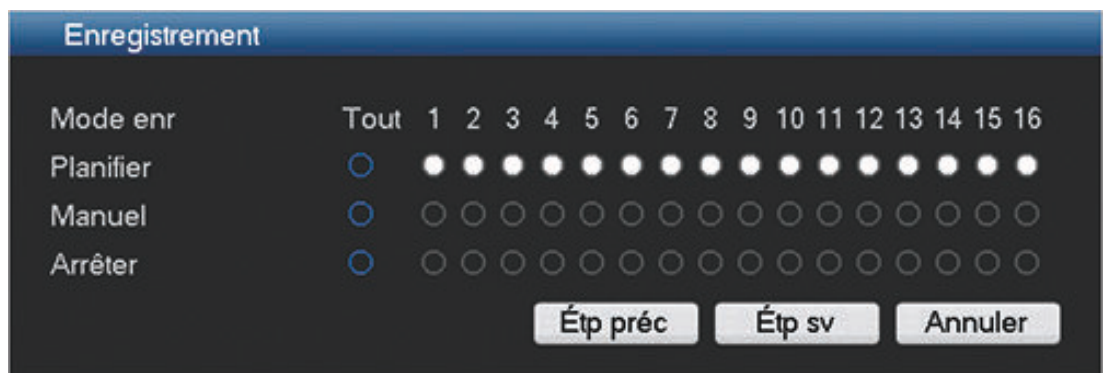 Enregistrement
Mode enr Tout 1 2 3 4 5 6 7 8 9 10 11 12 13 14 15 16
Planifier
Manuel
Arrêter
Étp préc Étp sv Annuler